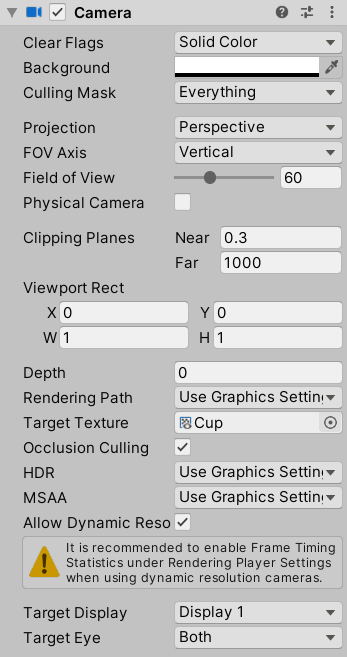 Camera
Clear Flags Solid Color
Background
Culling Mask Everything
Projection Perspective
FOV Axis Vertical
Field of View 60
Physical Camera
Clipping Planes Near 0.3
Far 1000
Viewport Rect
X 0 Y 0
W 1 H 1
Depth 0
Rendering Path Use Graphics Settin
Target Texture Cup
Occlusion Culling
HDR Use Graphics Settin
MSAA Use Graphics Settin
Allow Dynamic Reso
It is recommended to enable Frame Timing
Statistics under Rendering Player Settings
when using dynamic resolution cameras.
Target Display Display 1
Target Eye Both